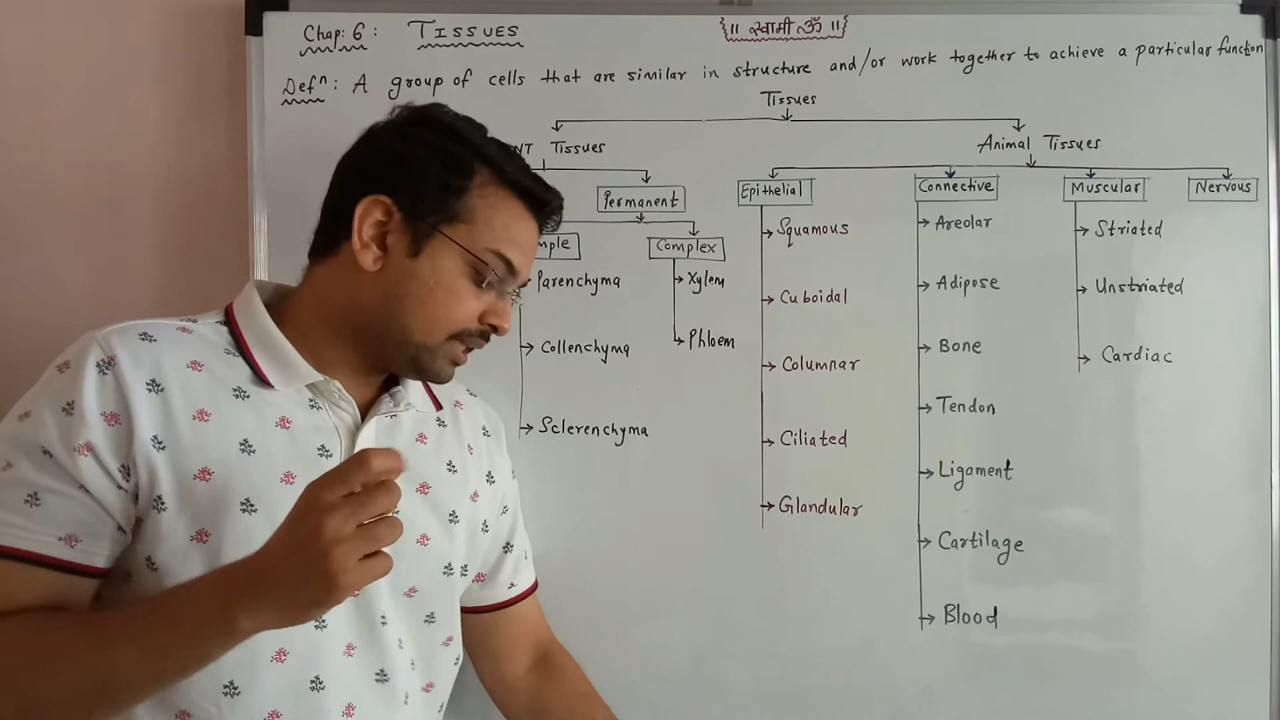 Chap: 6 : TISSUES
{॥ स्वामी ॐ ॥}
Defⁿ : A group of cells that are similar in structure and/or work together to achieve a particular function
Tissues
Tissues
Animal Tissues
Permanent
Epithelial
Connective
Muscular
Nervous
Complex
Parenchyma
Collenchyma
Sclerenchyma
Xylem
Phloem
Squamous
Cuboidal
Columnar
Ciliated
Glandular
Areolar
Adipose
Bone
Tendon
Ligament
Cartilage
Blood
Striated
Unstriated
Cardiac